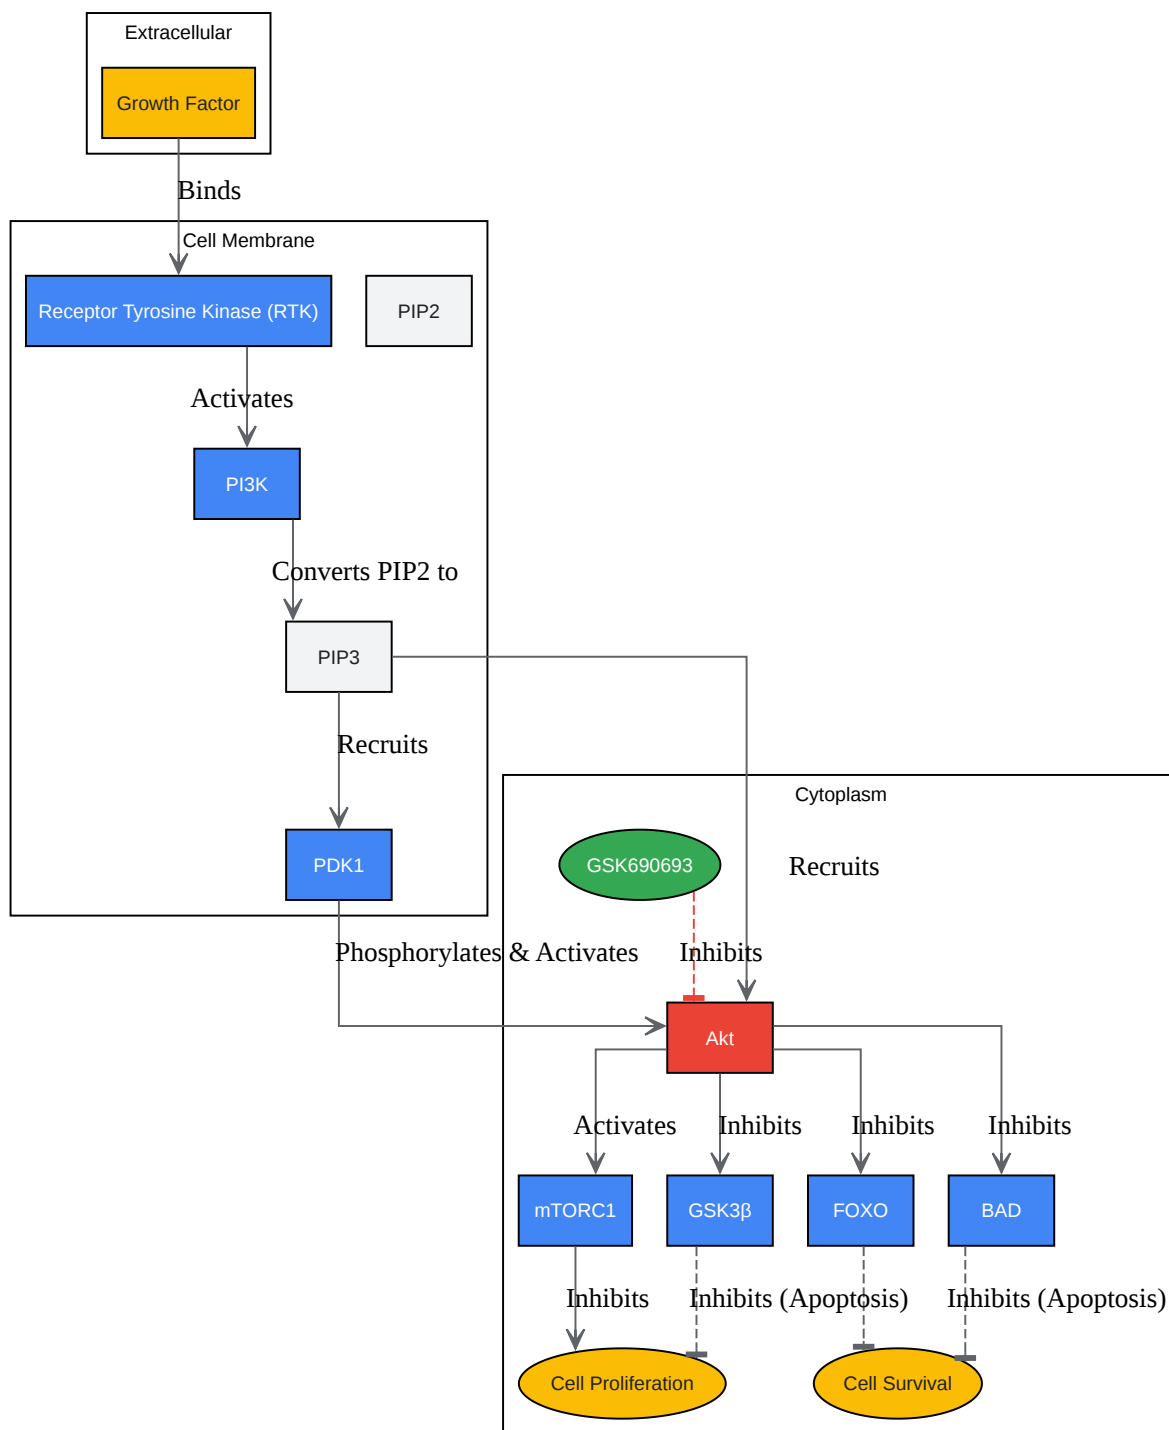 Extracellular
Growth Factor
Binds
Cell Membrane
Receptor Tyrosine Kinase (RTK)
PIP2
Activates
PI3K
Converts PIP2 to
PIP3
Recruits
Cytoplasm
PDK1
GSK690693
Recruits
Phosphorylates & Activates
Inhibits
Akt
Activates
Inhibits
Inhibits
Inhibits
mTORC1
GSK3β
FOXO
BAD
Inhibits
Inhibits (Apoptosis)
Inhibits (Apoptosis)
Cell Proliferation
Cell Survival